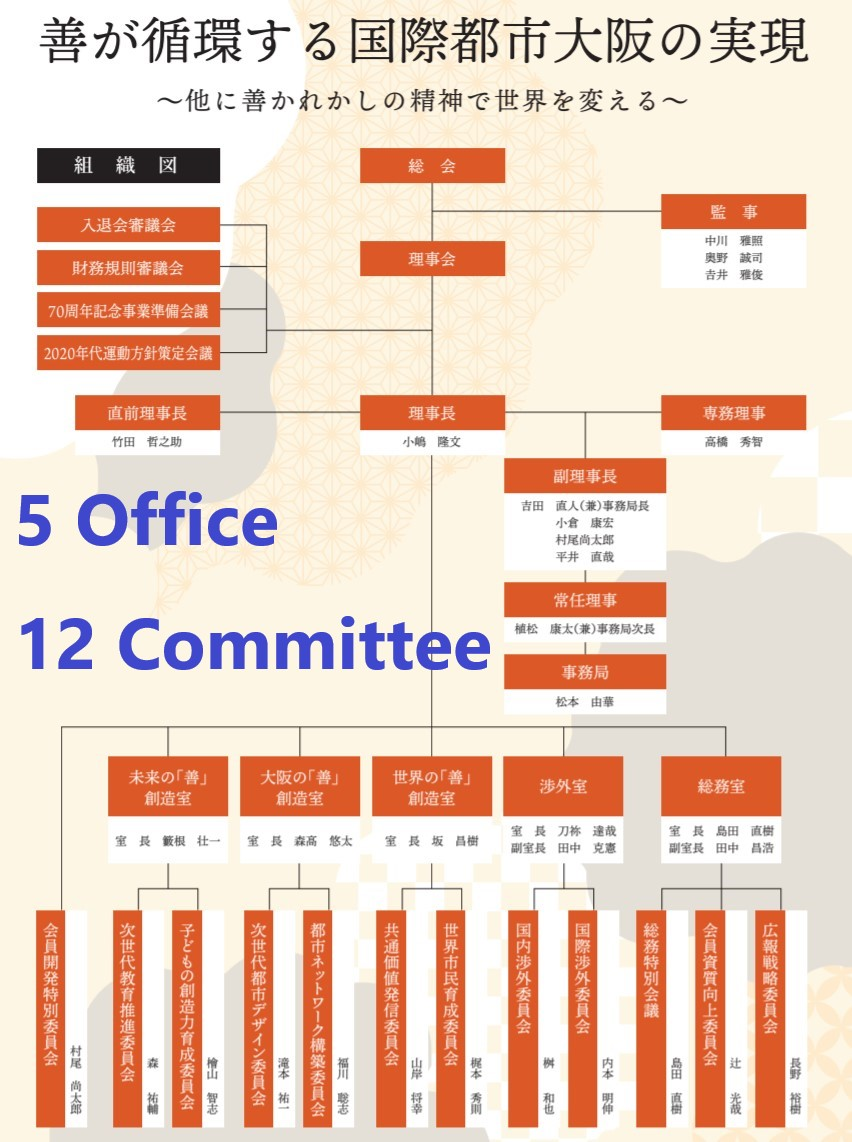 善が循環する国際都市大阪の実現
〜他に善かれかしの精神で世界を変える〜
組 織 図
総 会
監 事
中川 雅照
奥野 誠司
吉井 雅俊
入退会審議会
財務規則審議会
70周年記念事業準備会議
2020年代運動方針策定会議
理事会
直前理事長
竹田 哲之助
理事長
小嶋 隆文
専務理事
高橋 秀智
副理事長
吉田 直人(兼)事務局長
小倉 康宏
村尾尚太郎
平井 直哉
5 Office
12 Committee
常任理事
植松 康太(兼)事務局次長
事務局
松本 由華
未来の「善」
創造室
室 長 籔根 壮一
大阪の「善」
創造室
室 長 森髙 悠太
世界の「善」
創造室
室 長 坂 昌樹
渉外室
室 長 刀祢 達哉
副室長 田中 克憲
総務室
室 長 島田 直樹
副室長 田中 昌浩
会員開発特別委員会
村尾 尚太郎
次世代教育推進委員会
森 祐輔
子どもの創造力育成委員会
檜山 智志
次世代都市デザイン委員会
滝本 祐一
都市ネットワーク構築委員会
福川 聡志
共通価値発信委員会
山岸 将幸
世界市民育成委員会
梶本 秀則
国内渉外委員会
桝 和也
国際渉外委員会
内本 明伸
総務特別会議
島田 直樹
会員資質向上委員会
辻 光哉
広報戦略委員会
長野 裕樹